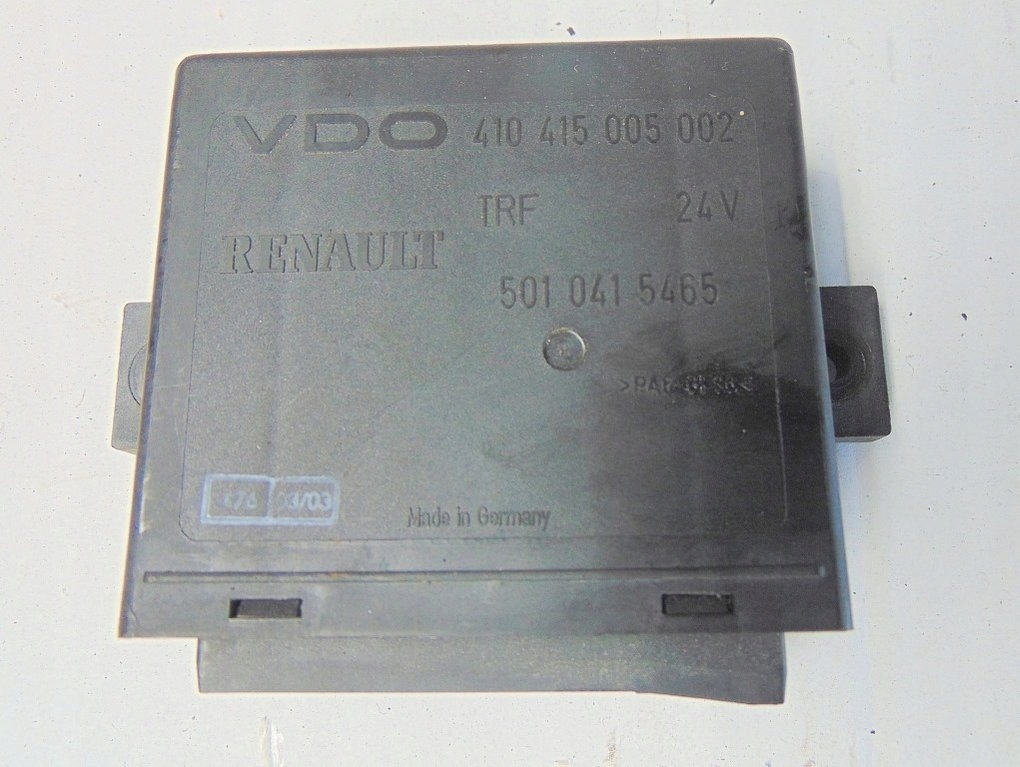 VDO 410 415 005 002
TRF 24V
RENAULT
501 041 5465
03/03
Made in Germany